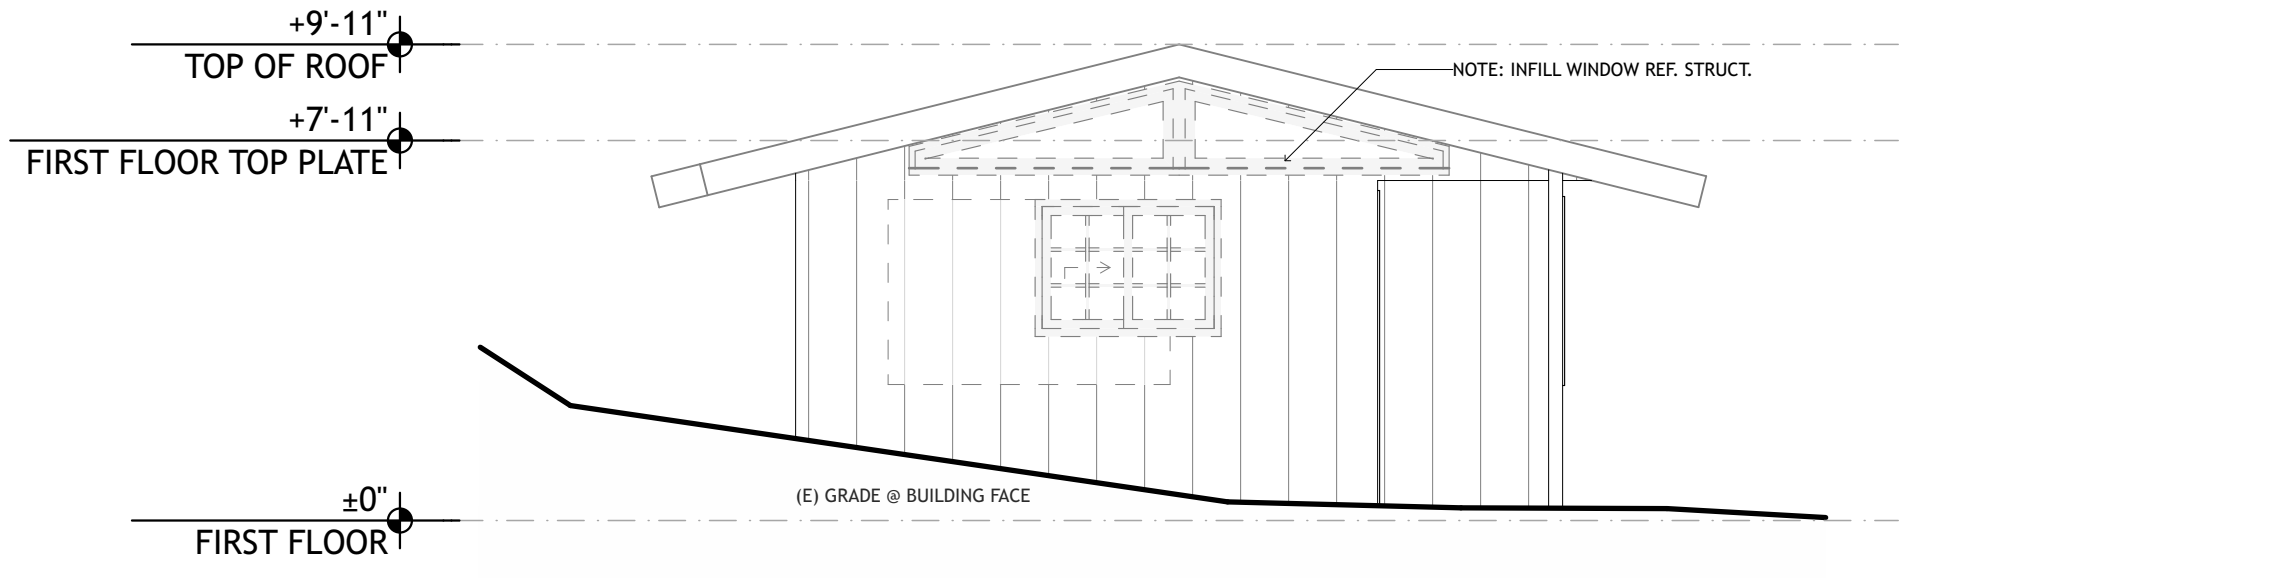 +9'-11"
TOP OF ROOF
NOTE: INFILL WINDOW REF. STRUCT.
+7'-11"
FIRST FLOOR TOP PLATE
(E) GRADE @ BUILDING FACE
±0"
FIRST FLOOR